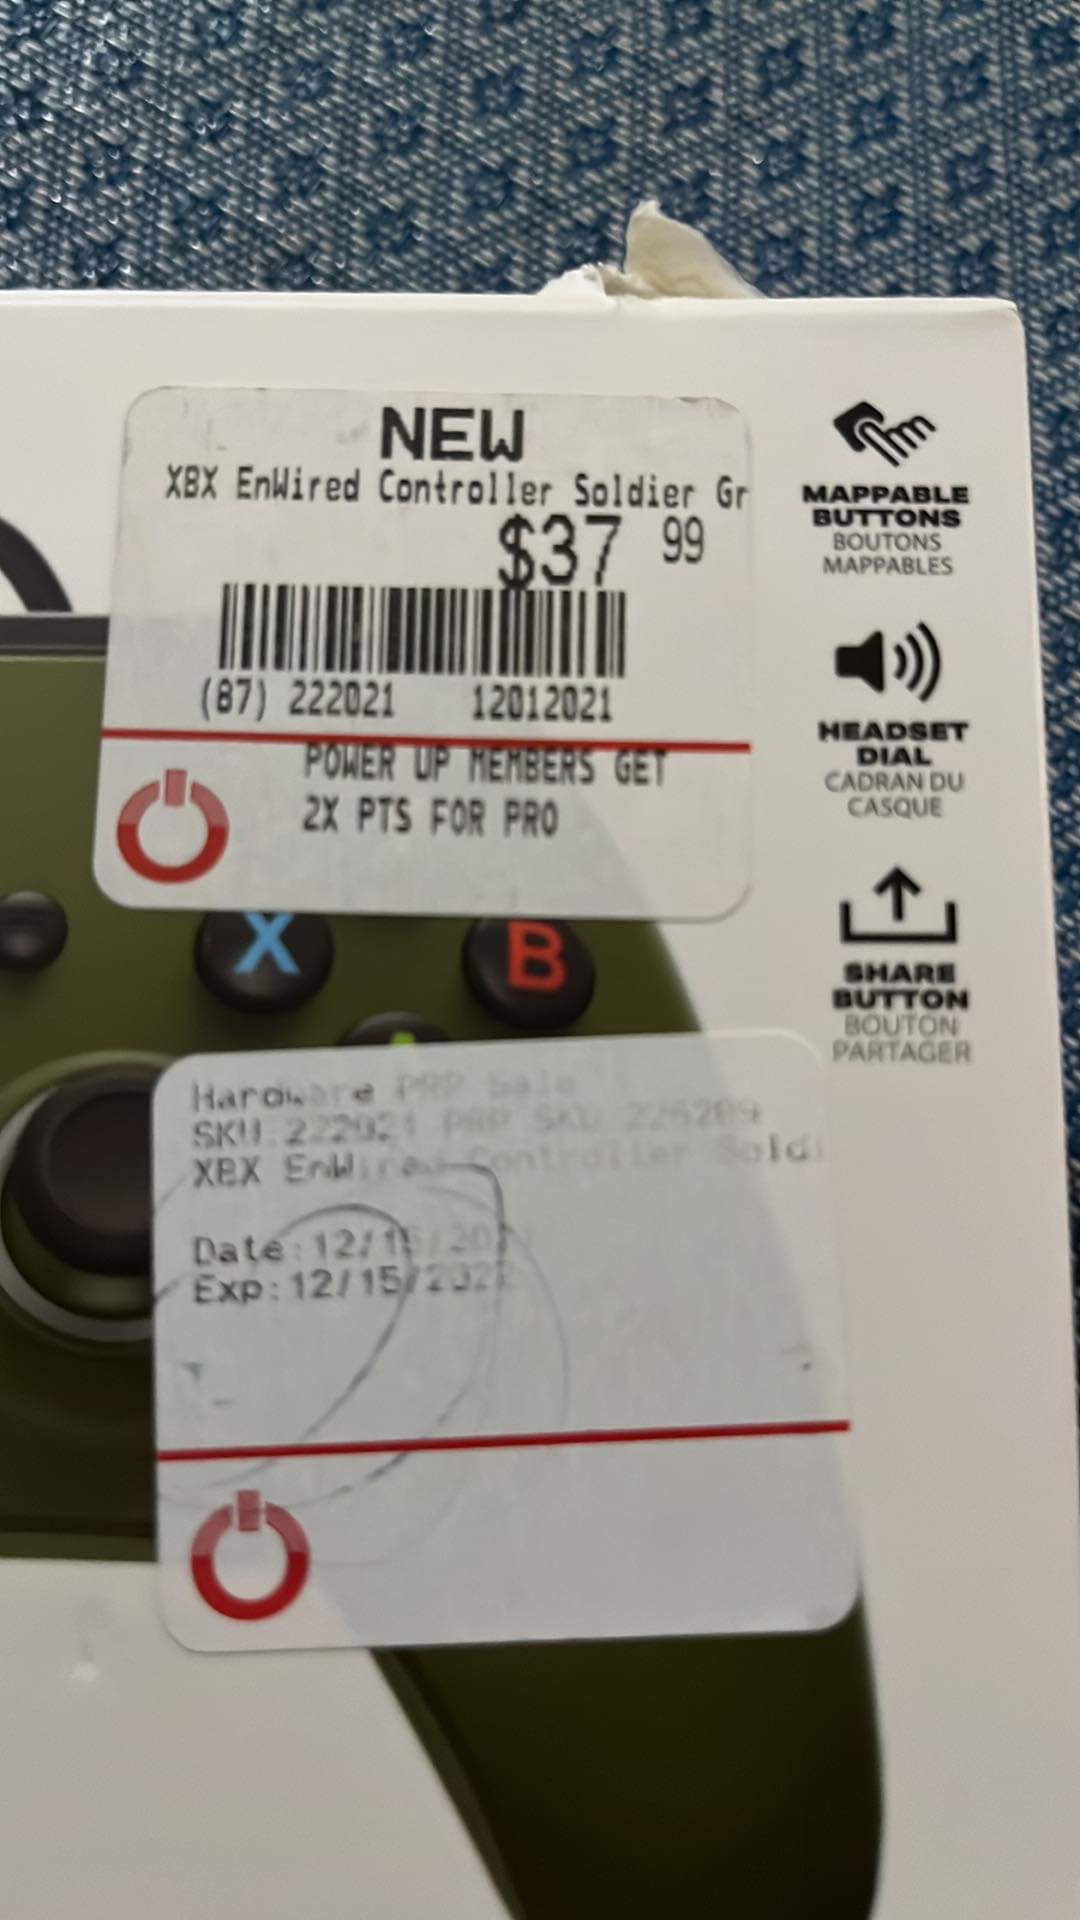 NEW
XBX EnWired Controller Soldier Gr
$37 99
(87) 222021 12012021
POWER UP MEMBERS GET
2X PTS FOR PRO
MAPPABLE
BUTTONS
BOUTONS
MAPPABLES
HEADSET
DIAL
CADRAN DU
CASQUE
SHARE
BUTTON
BOUTON
PARTAGER
X
B
Hardware PRP Sale
SKU: 222021 PRP SKU 226209
XBX EnWired Controller Soldi
Date: 12/15/2021
Exp: 12/15/2022